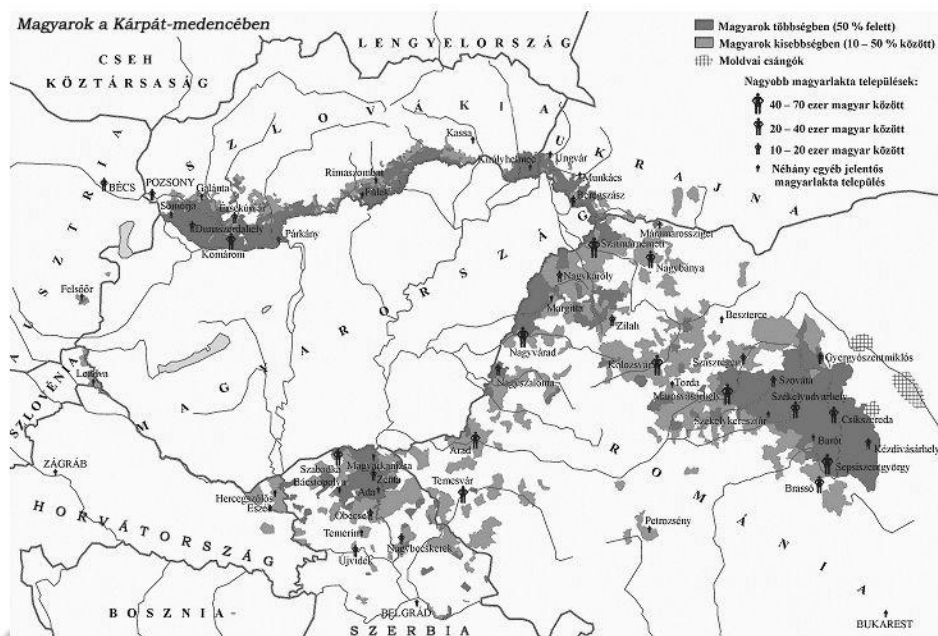 Magyarok a Kárpát-medencében
Magyarok többségben (50 % felett)
Magyarok kisebbségben (10 – 50 % között)
Moldvai csángók
Nagyobb magyarlakta települések:
40 – 70 ezer magyar között
20 – 40 ezer magyar között
10 – 20 ezer magyar között
Néhány egyéb jelentős
magyarlakta település
LENGYELORSZÁG
CSEH
KÖZTÁRSASÁG
SZLOVÁKIA
UKRAJNA
AUSZTRIA
MAGYARORSZÁG
SZLOVÉNIA
HORVÁTORSZÁG
BOSZNIA-
SZERBIA
ROMÁNIA
Kassa
Királyhelmec
Ungvár
Munkács
Beregszász
Rimaszombat
Fülek
BÉCS
POZSONY
Galánta
Somorja
Érsekújvár
Dunaszerdahely
Komárom
Párkány
Felsőőr
Lendva
Máramarossziget
Szatmárnémeti
Nagybánya
Nagykároly
Margitta
Zilah
Beszterce
Nagyvárad
Kolozsvár
Szászrégen
Gyergyószentmiklós
Nagyszalonta
Torda
Szováta
Marosvásárhely
Székelyudvarhely
Székelykeresztúr
Csíkszereda
Barót
Kézdivásárhely
Sepsiszentgyörgy
Brassó
Arad
Temesvár
Petrozsény
Szabadka
Magyarkanizsa
Bácstopolya
Zenta
Ada
Hercegszőlős
Eszék
Óbecse
Temerin
Nagybecskerek
Újvidék
ZÁGRÁB
BELGRÁD
BUKAREST